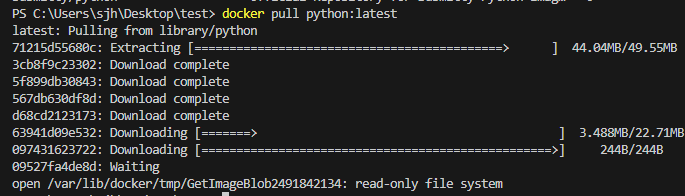 PS C:\Users\sjh\Desktop\test> docker pull python:latest
latest: Pulling from library/python
71215d55680c: Extracting [============================================>      ]  44.04MB/49.55MB
3cb8f9c23302: Download complete
5f899db30843: Download complete
567db630df8d: Download complete
d68cd2123173: Download complete
63941d09e532: Downloading [=======>                                           ]  3.488MB/22.71MB
097431623722: Downloading [==================================================>]     244B/244B
09527fa4de8d: Waiting
open /var/lib/docker/tmp/GetImageBlob2491842134: read-only file system